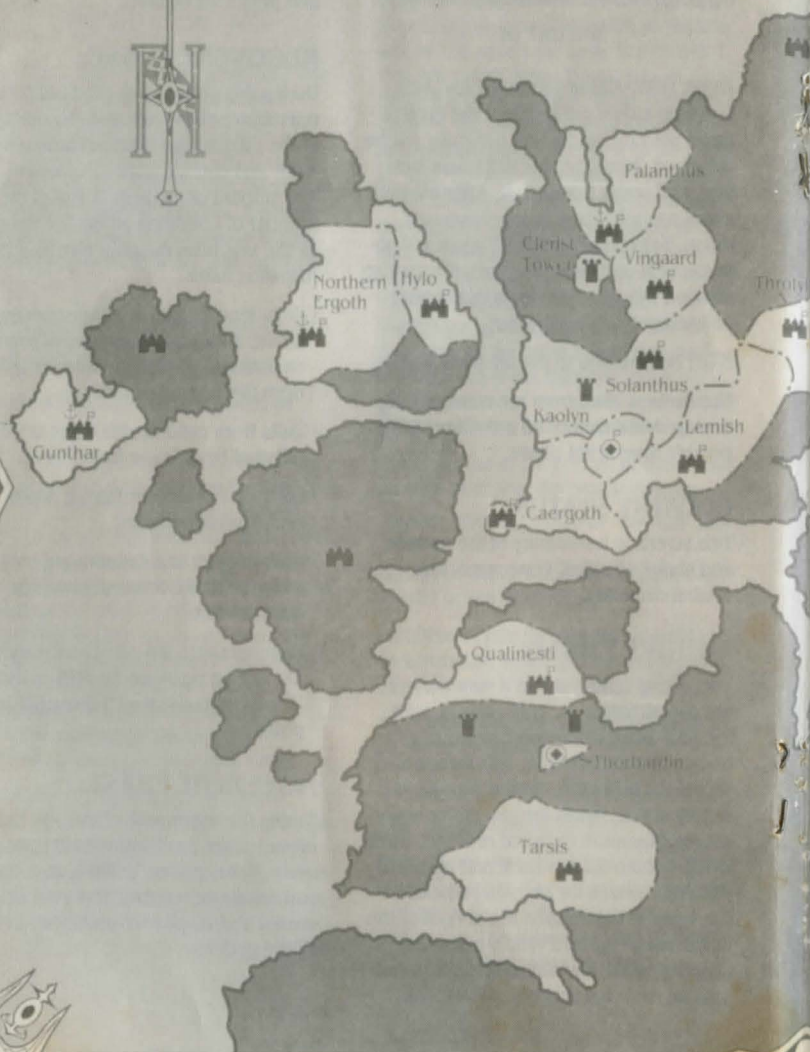 N
Palanthus
Clerist
Tower
Vingaard
Northern
Ergoth
Hylo
Solanthus
Kaolyn
Lemish
Gunthar
Caergoth
Qualinesti
Thorbardin
Tarsis